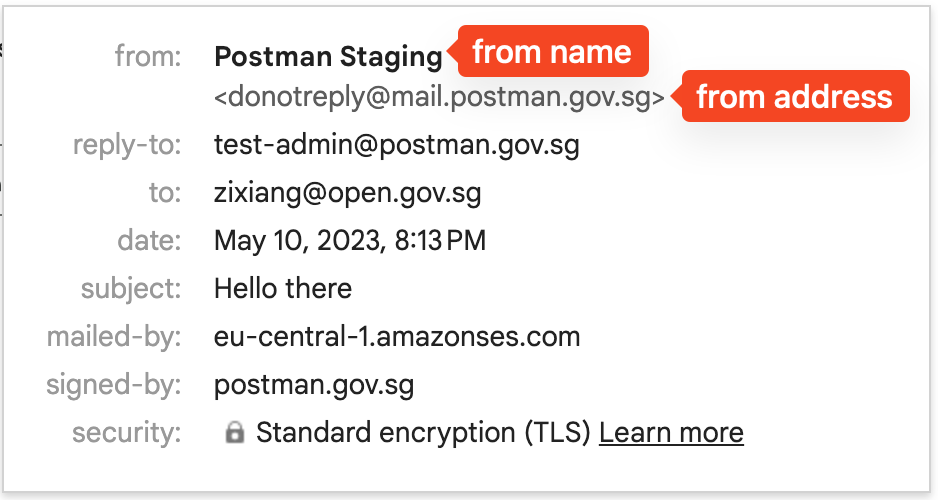 from: Postman Staging from name
<donotreply@mail.postman.gov.sg> from address
reply-to: test-admin@postman.gov.sg
to: zixiang@open.gov.sg
date: May 10, 2023, 8:13 PM
subject: Hello there
mailed-by: eu-central-1.amazonses.com
signed-by: postman.gov.sg
security: Standard encryption (TLS) Learn more